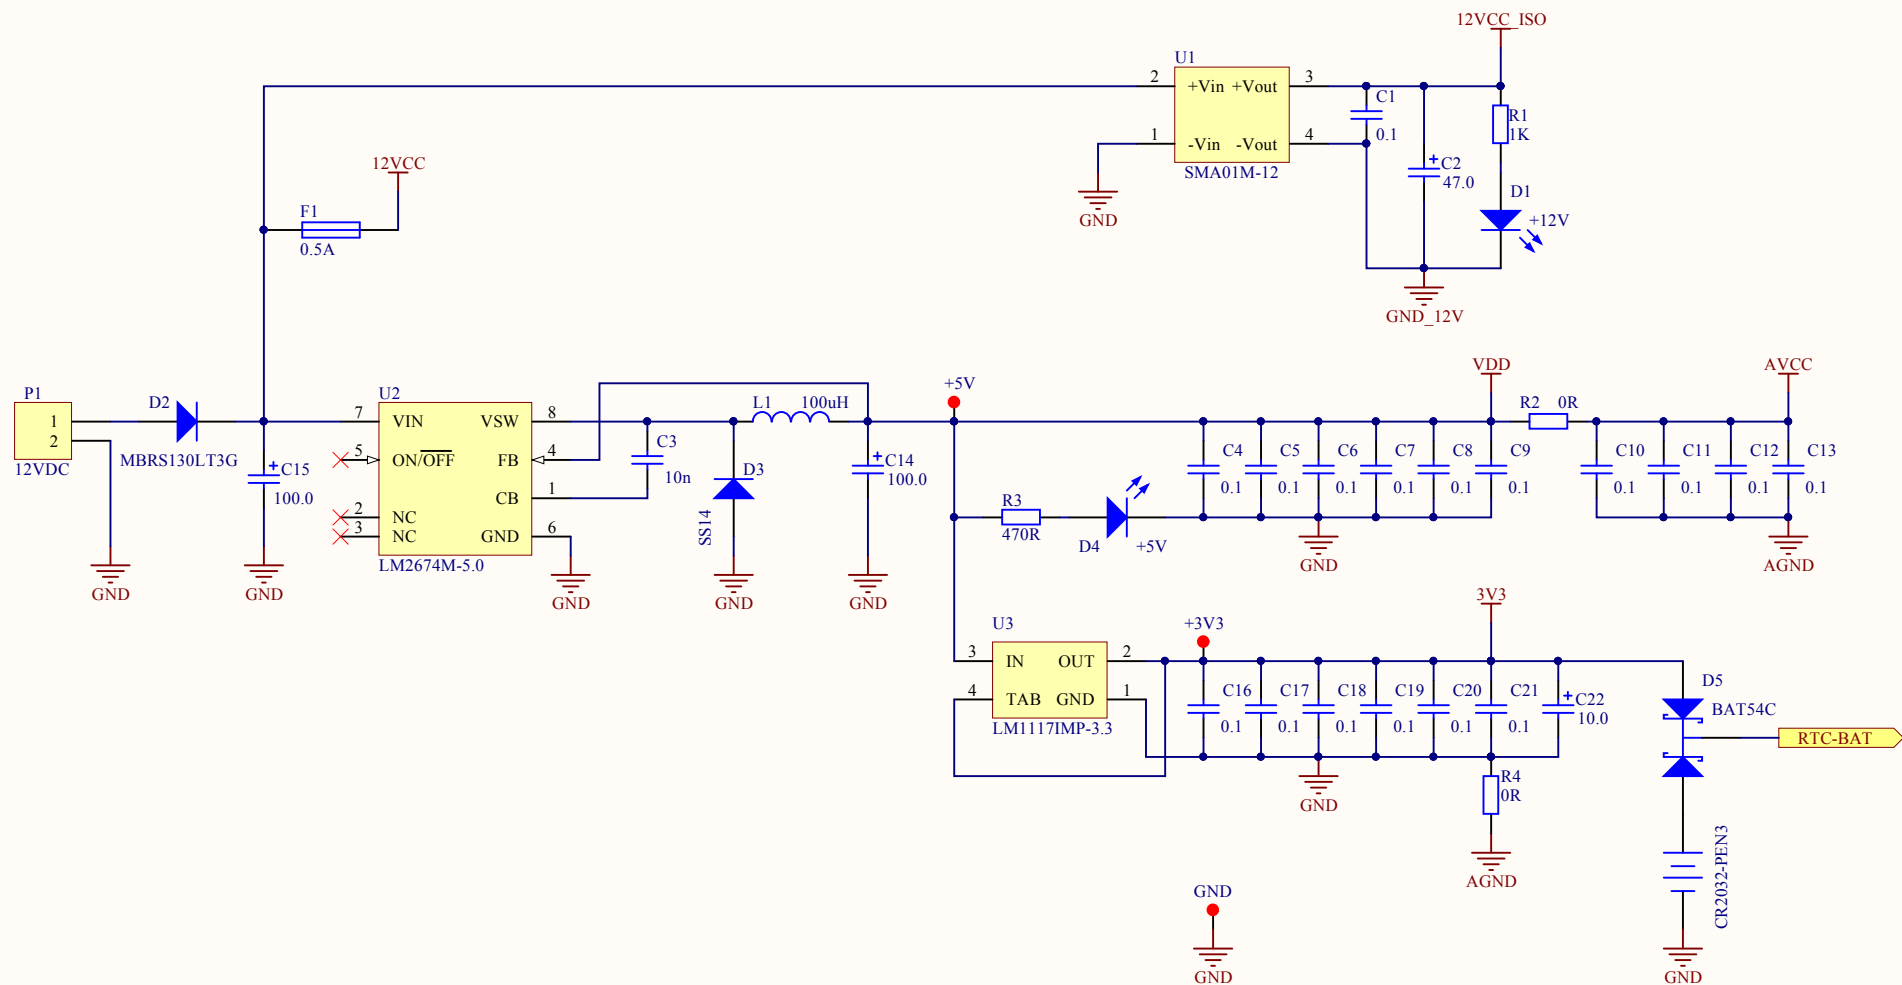 12VCC_ISO
U1
2 +Vin +Vout 3
1 -Vin -Vout 4
SMA01M-12
GND
C1
0.1
C2
47.0
R1
1K
D1
+12V
GND_12V
12VCC
F1
0.5A
P1
1
2
12VDC
GND
D2
MBRS130LT3G
C15
100.0
GND
U2
7 VIN VSW 8
5 ON/OFF FB 4
CB 1
2 NC
3 NC GND 6
LM2674M-5.0
GND
C3
10n
D3
SS14
GND
L1 100uH
C14
100.0
GND
+5V
R3
470R
D4
+5V
VDD
C4 C5 C6 C7 C8 C9
0.1 0.1 0.1 0.1 0.1 0.1
GND
R2 0R
AVCC
C10 C11 C12 C13
0.1 0.1 0.1 0.1
AGND
U3
3 IN OUT 2
4 TAB GND 1
LM1117IMP-3.3
+3V3
3V3
C16 C17 C18 C19 C20 C21 C22
0.1 0.1 0.1 0.1 0.1 0.1 10.0
GND
R4
0R
AGND
D5
BAT54C
RTC-BAT
CR2032-PEN3
GND
GND
GND